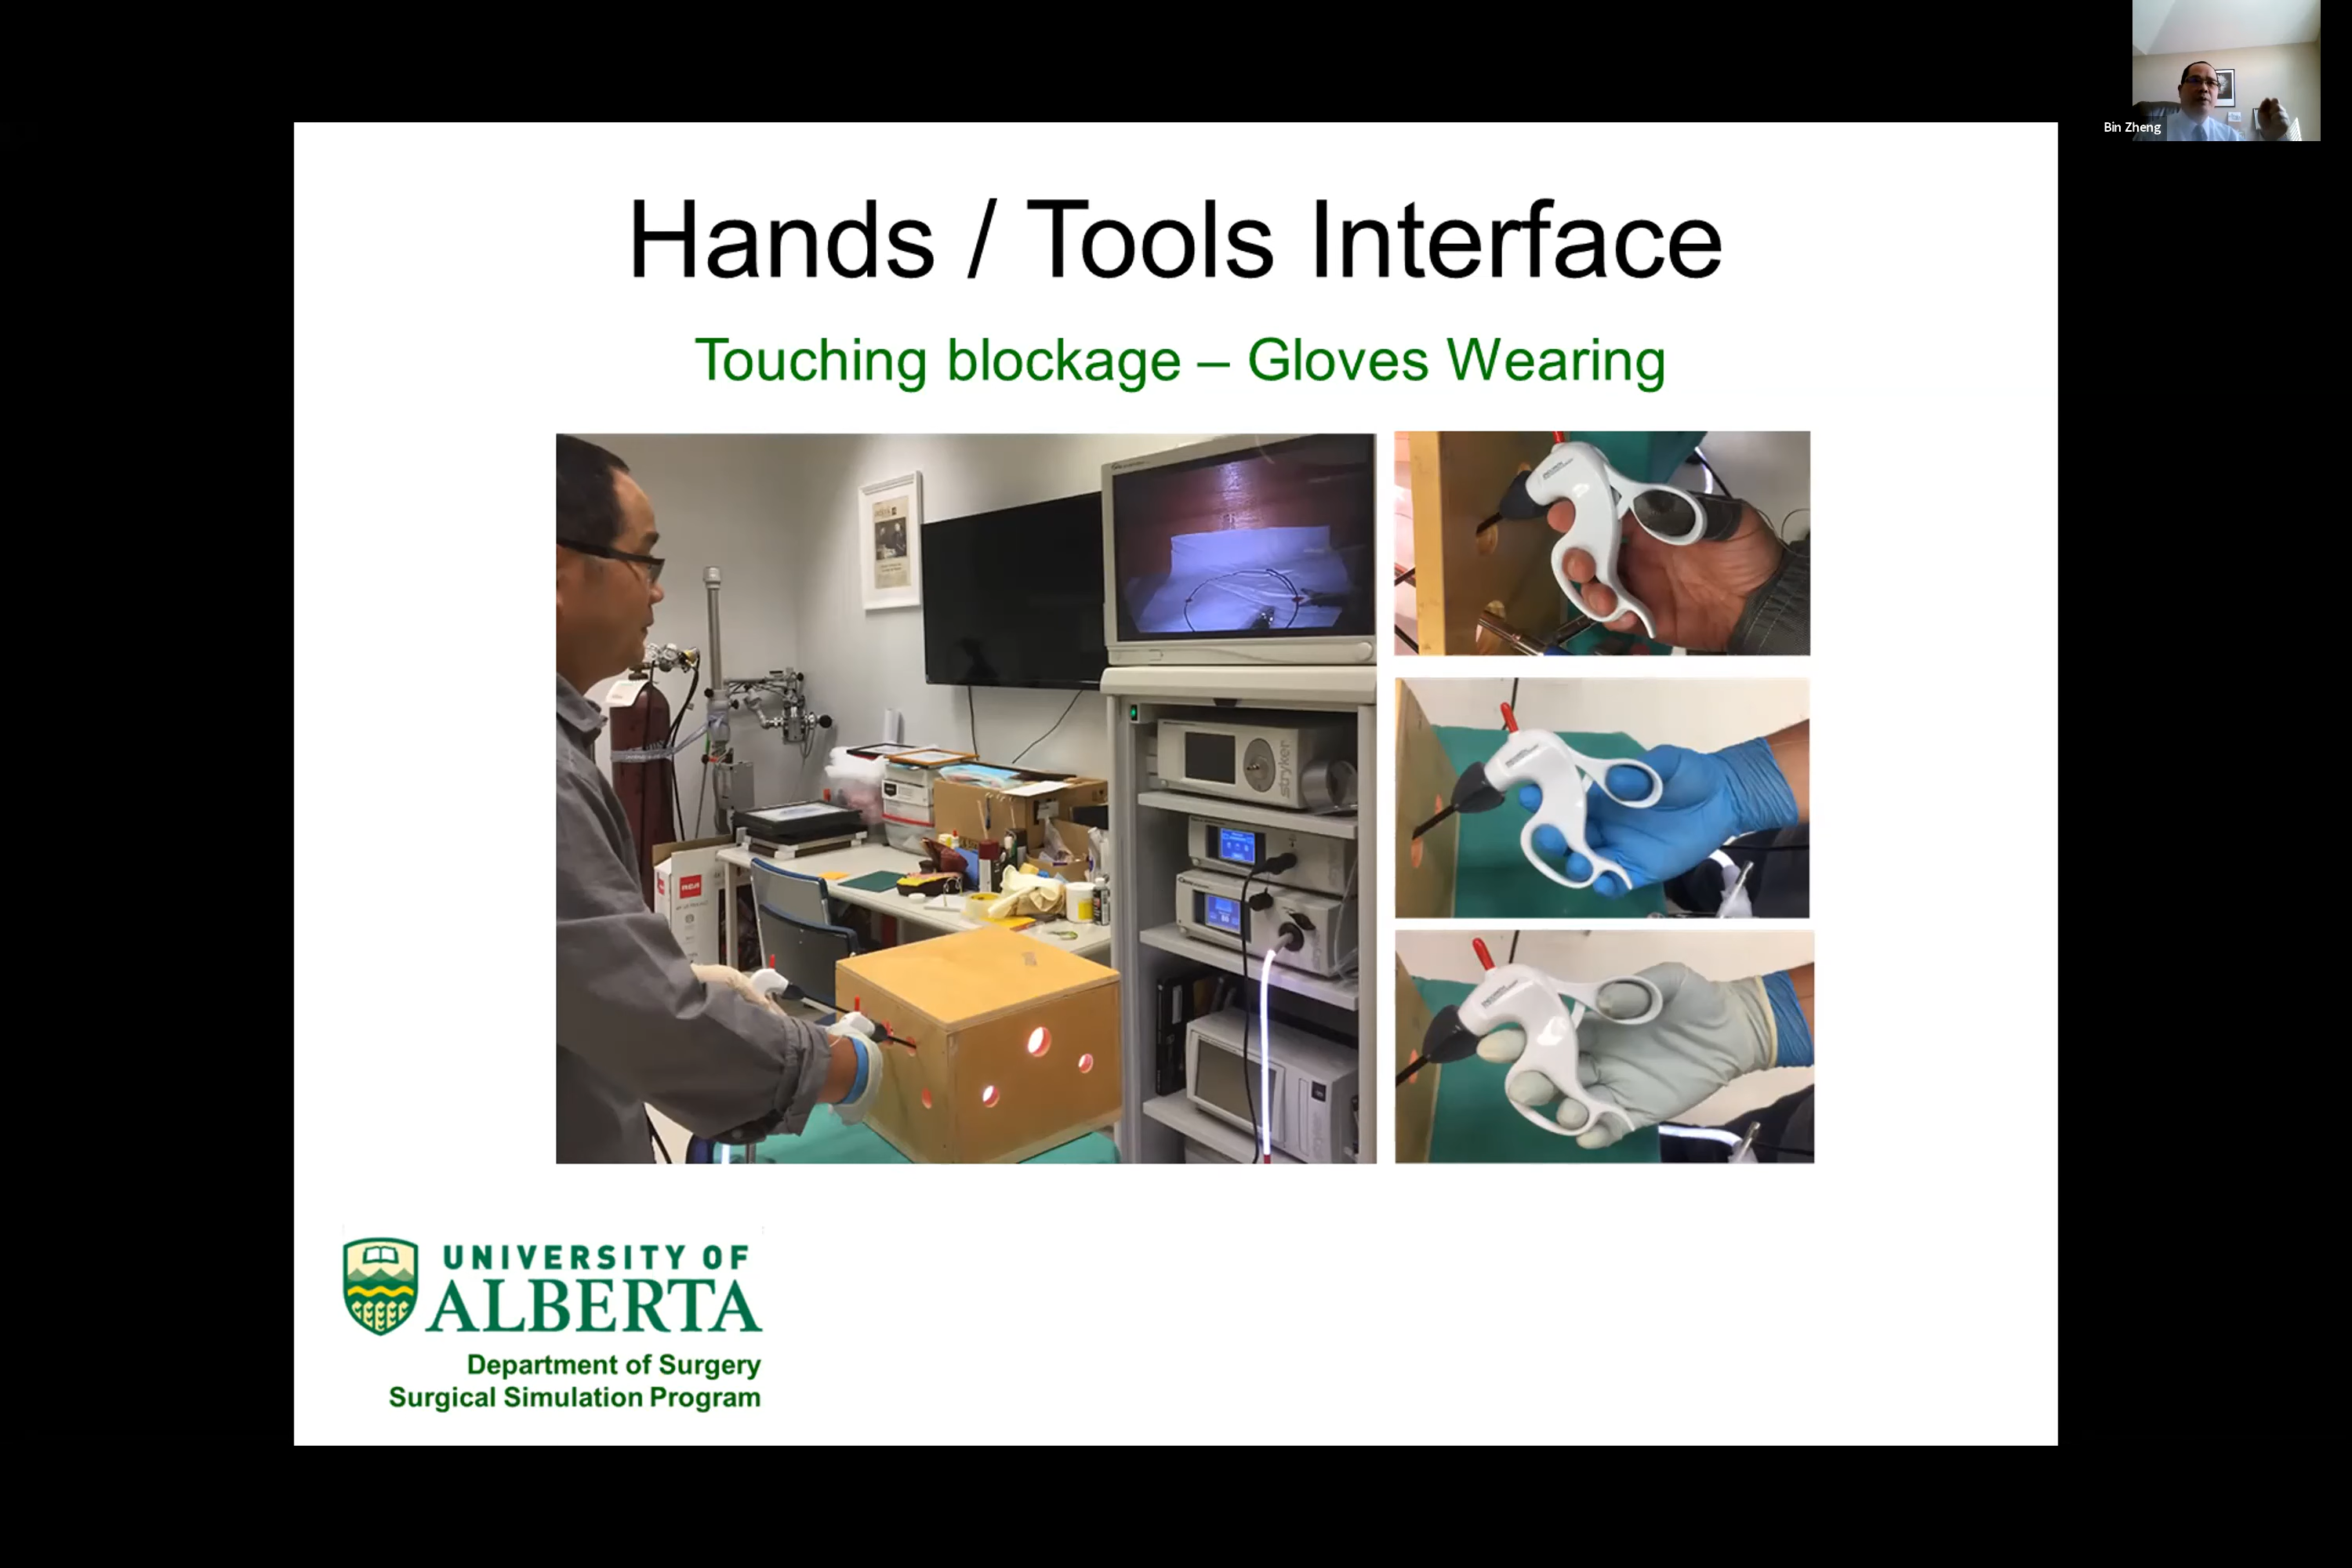 Bin Zheng
Hands / Tools Interface
Touching blockage – Gloves Wearing
stryker
RCA
UNIVERSITY OF
ALBERTA
Department of Surgery
Surgical Simulation Program